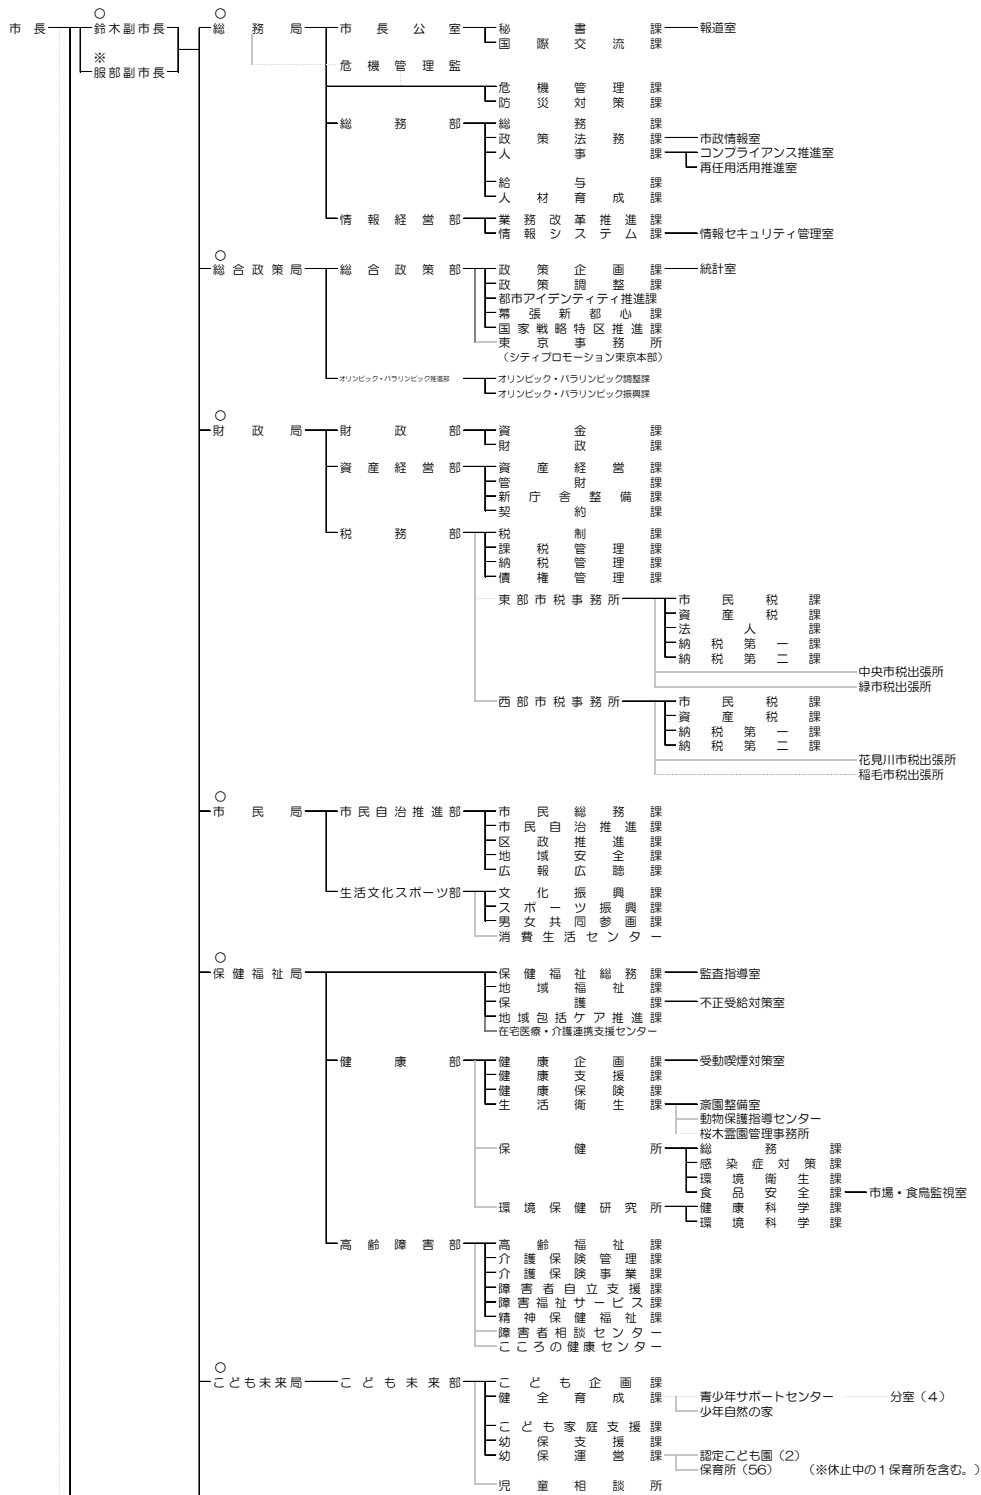 ○ ○
市長 鈴木副市長 総務局 市長公室 秘書課 報道室
国際交流課
※
服部副市長 危機管理監
危機管理課
防災対策課
総務部 総務課
政策法務課 市政情報室
人事課 コンプライアンス推進室
再任用活用推進室
給与課
人材育成課
情報経営部 業務改革推進課
情報システム課 情報セキュリティ管理室
○
総合政策局 総合政策部 政策企画課 統計室
政策調整課
都市アイデンティティ推進課
幕張新都心課
国家戦略特区推進課
東京事務所
（シティプロモーション東京本部）
オリンピック・パラリンピック推進部 オリンピック・パラリンピック調整課
オリンピック・パラリンピック振興課
○
財政局 財政部 資金課
財政課
資産経営部 資産経営課
管財課
新庁舎整備課
契約課
税務部 税制課
課税管理課
納税管理課
債権管理課
東部市税事務所 市民税課
資産税課
法人課
納税第一課
納税第二課
中央市税出張所
緑市税出張所
西部市税事務所 市民税課
資産税課
納税第一課
納税第二課
花見川市税出張所
稲毛市税出張所
○
市民局 市民自治推進部 市民総務課
市民自治推進課
区政推進課
地域安全課
広報広聴課
生活文化スポーツ部 文化振興課
スポーツ振興課
男女共同参画課
消費生活センター
○
保健福祉局 保健福祉総務課 監査指導室
地域福祉課
保護課 不正受給対策室
地域包括ケア推進課
在宅医療・介護連携支援センター
健康部 健康企画課 受動喫煙対策室
健康支援課
健康保険課
生活衛生課 斎園整備室
動物保護指導センター
桜木霊園管理事務所
保健所 総務課
感染症対策課
環境衛生課
食品安全課 市場・食鳥監視室
環境保健研究所 健康科学課
環境科学課
高齢障害部 高齢福祉課
介護保険管理課
介護保険事業課
障害者自立支援課
障害福祉サービス課
精神保健福祉課
障害者相談センター
こころの健康センター
○
こども未来局 こども未来部 こども企画課
健全育成課 青少年サポートセンター 分室（４）
少年自然の家
こども家庭支援課
幼保支援課
幼保運営課 認定こども園（２）
保育所（56） （※休止中の１保育所を含む。）
児童相談所